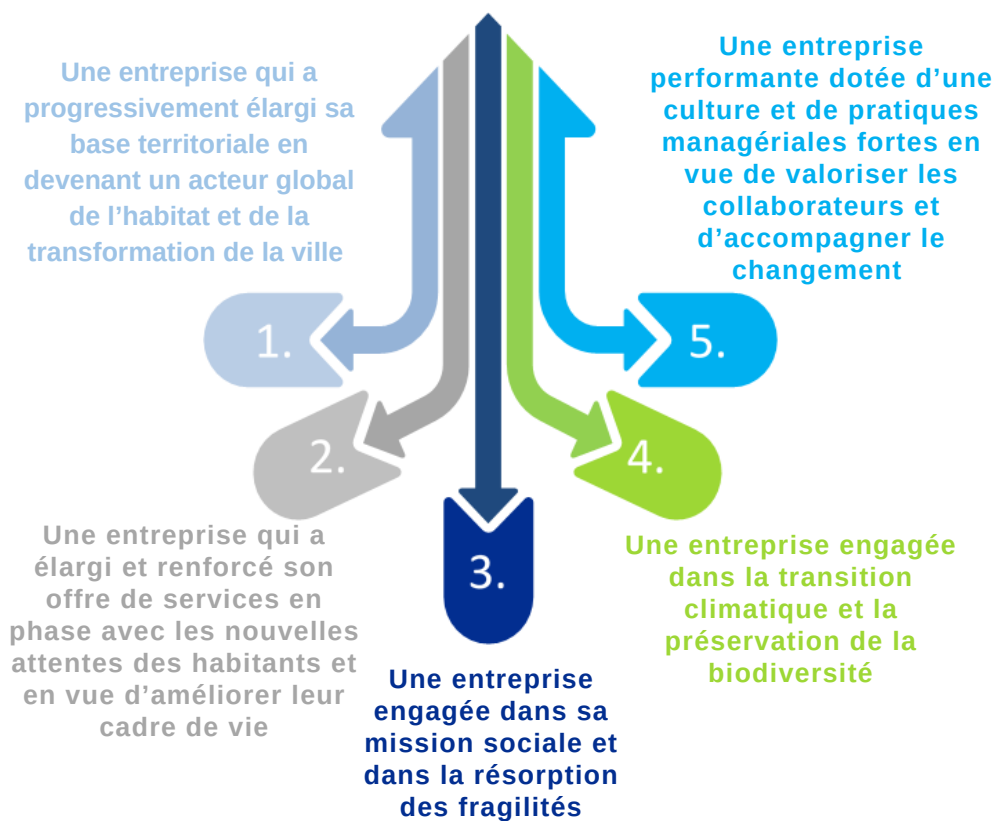 Une entreprise qui a
progressivement élargi sa
base territoriale en
devenant un acteur global
de l’habitat et de la
transformation de la ville
1.
2.
Une entreprise qui a
élargi et renforcé son
offre de services en
phase avec les nouvelles
attentes des habitants et
en vue d’améliorer leur
cadre de vie
3.
Une entreprise
engagée dans sa
mission sociale et
dans la résorption
des fragilités
4.
Une entreprise engagée
dans la transition
climatique et la
préservation de la
biodiversité
5.
Une entreprise
performante dotée d’une
culture et de pratiques
managériales fortes en
vue de valoriser les
collaborateurs et
d’accompagner le
changement